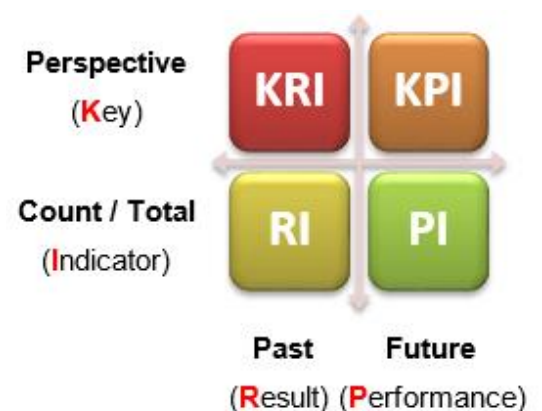 Perspective
(Key)
KRI
KPI
Count / Total
(Indicator)
RI
PI
Past
Future
(Result) (Performance)